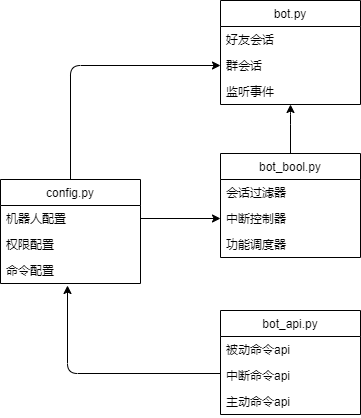 bot.py
好友会话
群会话
监听事件
bot_bool.py
会话过滤器
中断控制器
功能调度器
config.py
机器人配置
权限配置
命令配置
bot_api.py
被动命令api
中断命令api
主动命令api